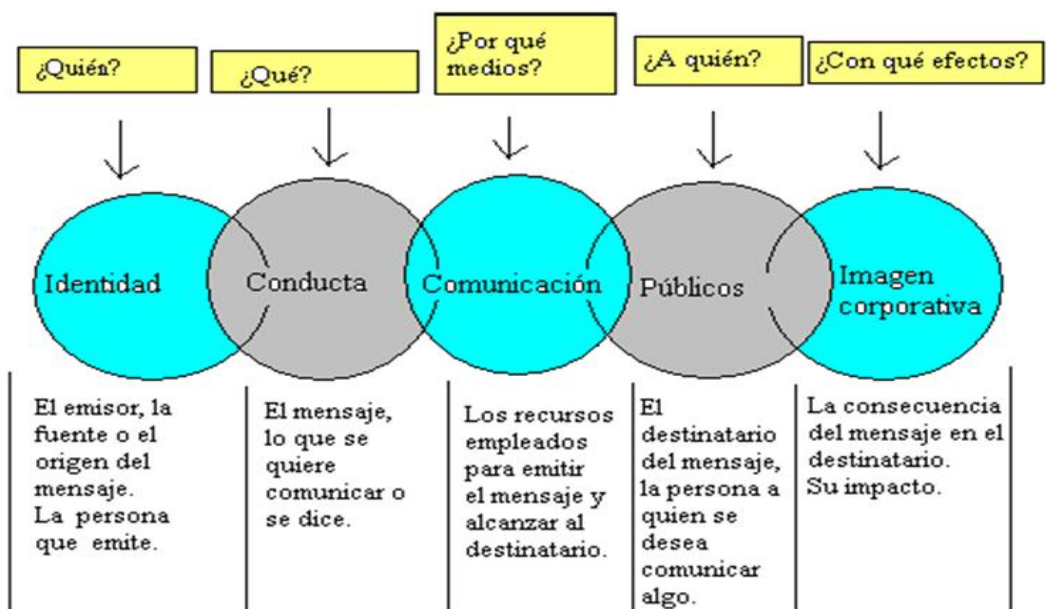 ¿Quién?
¿Qué?
¿Por qué
medios?
¿A quién?
¿Con qué efectos?
Identidad
Conducta
Comunicación
Públicos
Imagen
corporativa
El emisor, la
fuente o el
origen del
mensaje.
La persona
que emite.
El mensaje,
lo que se
quiere
comunicar o
se dice.
Los recursos
empleados
para emitir
el mensaje y
alcanzar al
destinatario.
El
destinatario
del mensaje,
la persona a
quien se
desea
comunicar
algo.
La consecuencia
del mensaje en el
destinatario.
Su impacto.